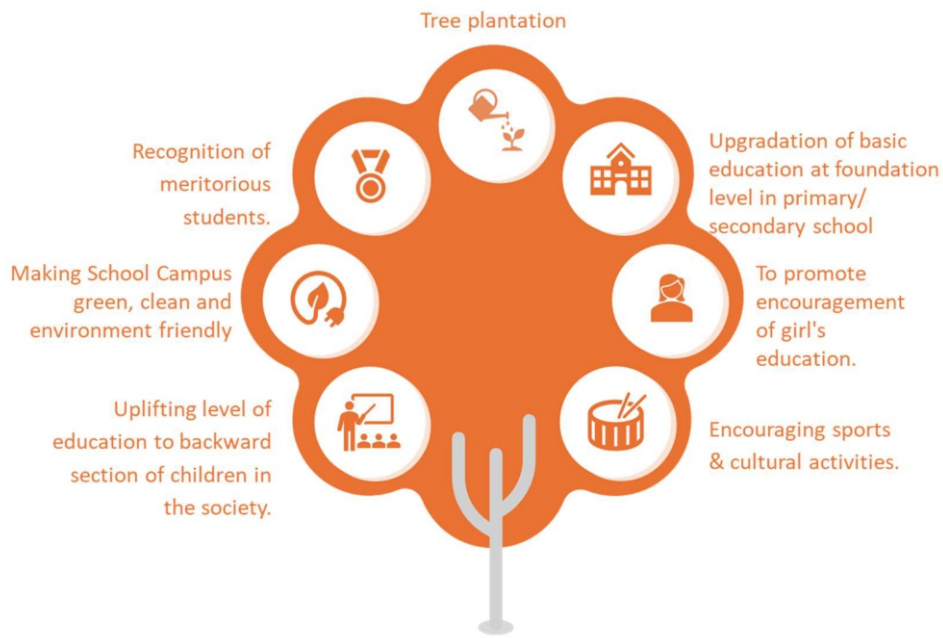 Tree plantation
Recognition of
meritorious
students.
Upgradation of basic
education at foundation
level in primary/
secondary school
Making School Campus
green, clean and
environment friendly
To promote
encouragement
of girl's
education.
Uplifting level of
education to backward
section of children in
the society.
Encouraging sports
& cultural activities.